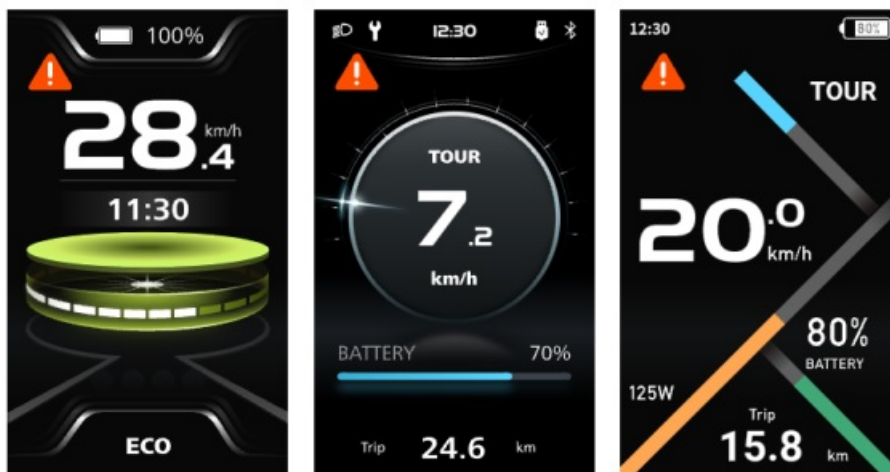 100%
28.4 km/h
11:30
ECO
12:30
TOUR
7.2
km/h
BATTERY 70%
Trip 24.6 km
12:30 80%
TOUR
20.0
km/h
80%
BATTERY
125W
Trip
15.8 km